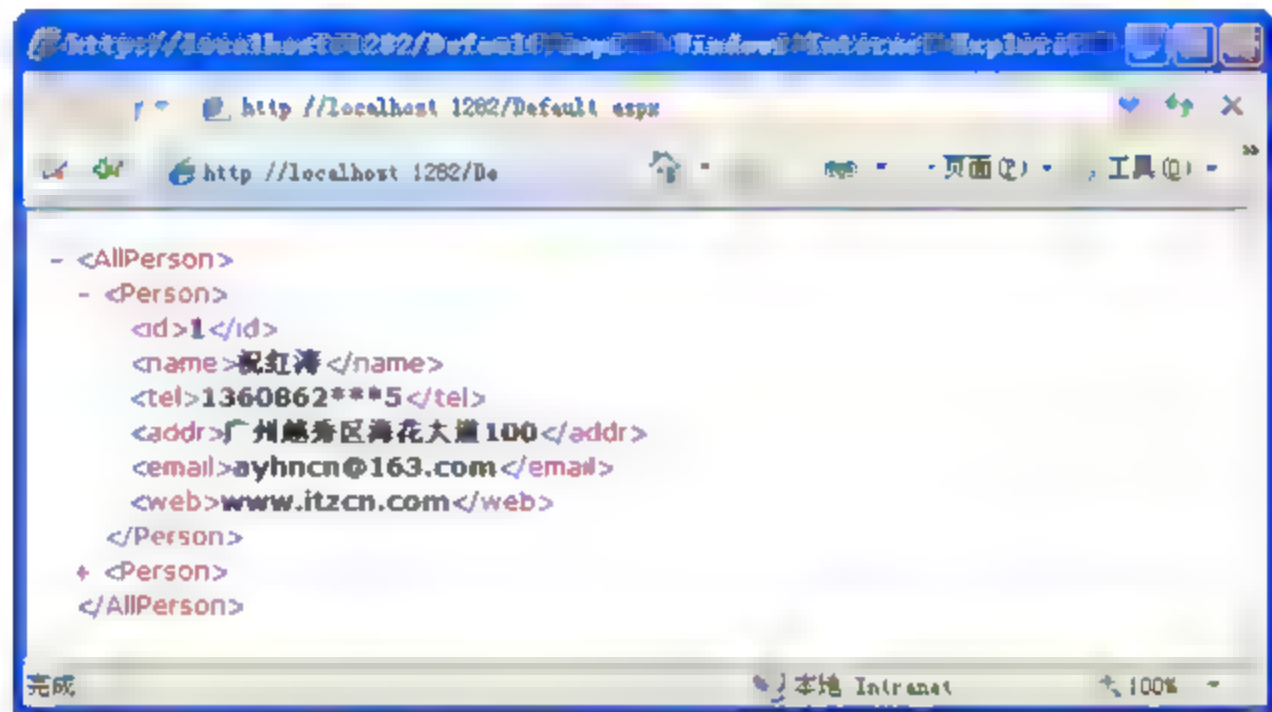 http //localhost 1282/Default aspx
http //localhost 1282/De
页面(P)
工具(O)
- <AllPerson>
- <Person>
<id>1</id>
<name>祝红涛</name>
<tel>1360862***5</tel>
<addr>广州越秀区海花大道100</addr>
<email>ayhncn@163.com</email>
<web>www.itzcn.com</web>
</Person>
+ <Person>
</AllPerson>
完成
本地 Intranet
100%